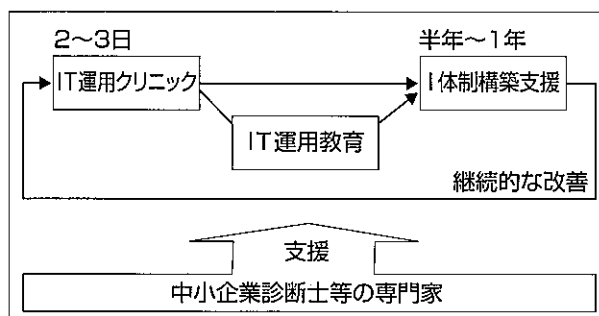 2〜3日
半年〜1年
IT運用クリニック
I体制構築支援
IT運用教育
継続的な改善
支援
中小企業診断士等の専門家